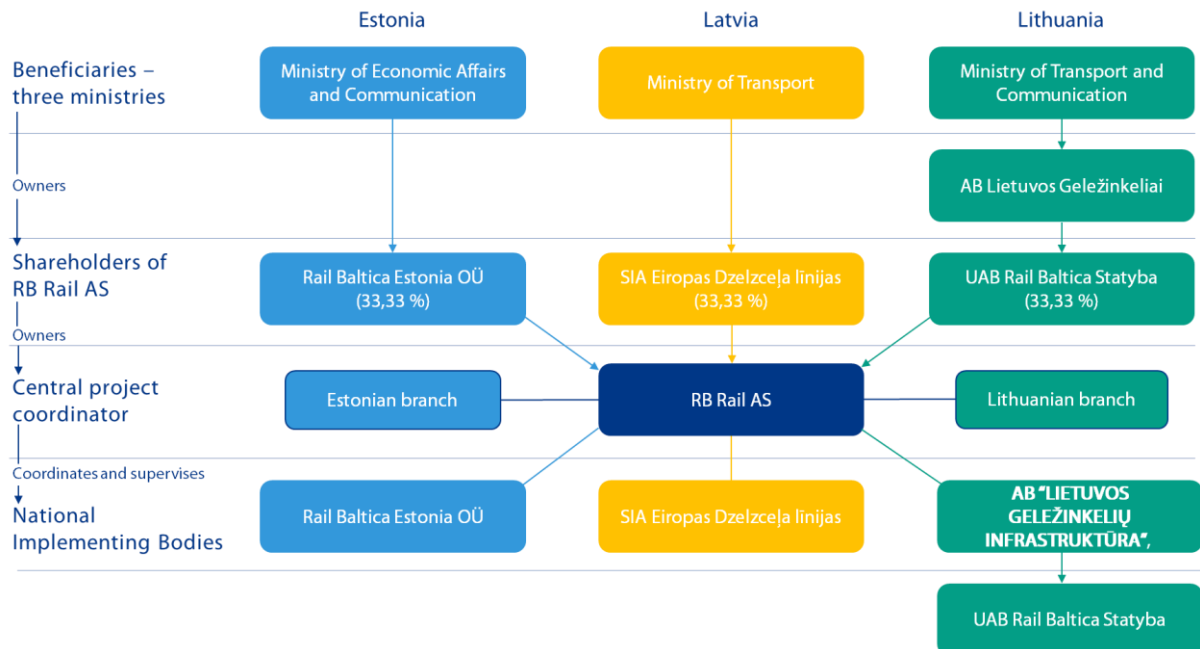 Estonia
Latvia
Lithuania
Beneficiaries –
three ministries
Ministry of Economic Affairs
and Communication
Ministry of Transport
Ministry of Transport and
Communication
Owners
AB Lietuvos Geležinkeliai
Shareholders of
RB Rail AS
Rail Baltica Estonia OÜ
(33,33 %)
SIA Eiropas Dzelzceļa līnijas
(33,33 %)
UAB Rail Baltica Statyba
(33,33 %)
Owners
Central project
coordinator
Estonian branch
RB Rail AS
Lithuanian branch
Coordinates and supervises
National
Implementing Bodies
Rail Baltica Estonia OÜ
SIA Eiropas Dzelzceļa līnijas
AB “LIETUVOS
GELEŽINKELIŲ
INFRASTRUKTŪRA”,
UAB Rail Baltica Statyba